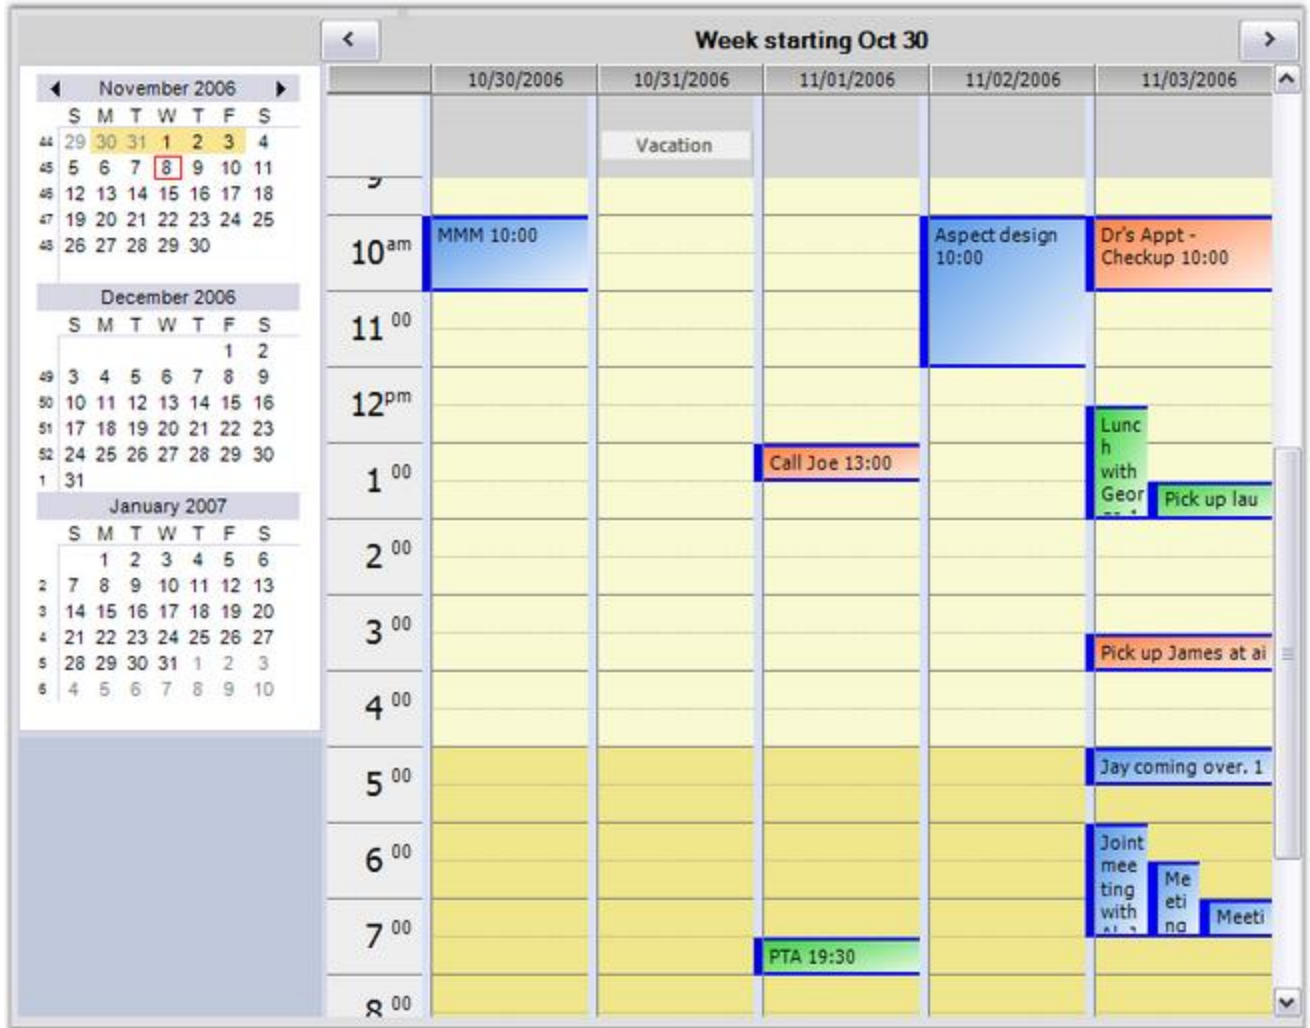 Week starting Oct 30
10/30/2006 10/31/2006 11/01/2006 11/02/2006 11/03/2006
November 2006
S M T W T F S
44 29 30 31 1 2 3 4
45 5 6 7 8 9 10 11
46 12 13 14 15 16 17 18
47 19 20 21 22 23 24 25
48 26 27 28 29 30
December 2006
S M T W T F S
1 2
49 3 4 5 6 7 8 9
50 10 11 12 13 14 15 16
51 17 18 19 20 21 22 23
52 24 25 26 27 28 29 30
1 31
January 2007
S M T W T F S
1 2 3 4 5 6
2 7 8 9 10 11 12 13
3 14 15 16 17 18 19 20
4 21 22 23 24 25 26 27
5 28 29 30 31 1 2 3
6 4 5 6 7 8 9 10
Vacation
10 am
11 00
12 pm
1 00
2 00
3 00
4 00
5 00
6 00
7 00
8 00
MMM 10:00
Call Joe 13:00
PTA 19:30
Aspect design
10:00
Dr's Appt -
Checkup 10:00
Lunc
h
with
Geor
Pick up lau
Pick up James at ai
Jay coming over. 1
Joint
mee
ting
with
Me
eti
ng
Meeti